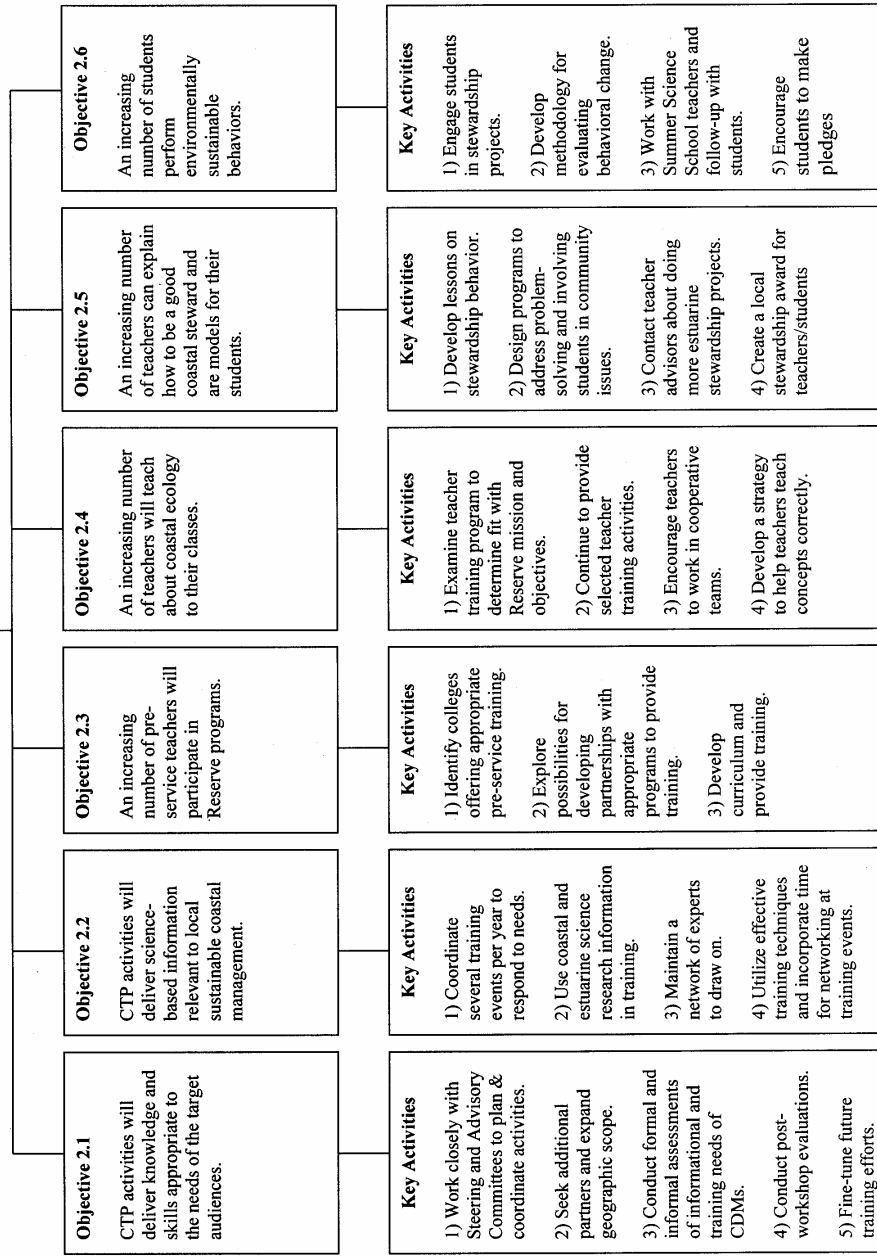 Objective 2.1
CTP activities will
deliver knowledge and
skills appropriate to
the needs of the target
audiences.
Key Activities
1) Work closely with
Steering and Advisory
Committees to plan &
coordinate activities.
2) Seek additional
partners and expand
geographic scope.
3) Conduct formal and
informal assessments
of informational and
training needs of
CDMs.
4) Conduct post-
workshop evaluations.
5) Fine-tune future
training efforts.
Objective 2.2
CTP activities will
deliver science-
based information
relevant to local
sustainable coastal
management.
Key Activities
1) Coordinate
several training
events per year to
respond to needs.
2) Use coastal and
estuarine science
research information
in training.
3) Maintain a
network of experts
to draw on.
4) Utilize effective
training techniques
and incorporate time
for networking at
training events.
Objective 2.3
An increasing
number of pre-
service teachers will
participate in
Reserve programs.
Key Activities
1) Identify colleges
offering appropriate
pre-service training.
2) Explore
possibilities for
developing
partnerships with
appropriate
programs to provide
training.
3) Develop
curriculum and
provide training.
Objective 2.4
An increasing number
of teachers will teach
about coastal ecology
to their classes.
Key Activities
1) Examine teacher
training program to
determine fit with
Reserve mission and
objectives.
2) Continue to provide
selected teacher
training activities.
3) Encourage teachers
to work in cooperative
teams.
4) Develop a strategy
to help teachers teach
concepts correctly.
Objective 2.5
An increasing number
of teachers can explain
how to be a good
coastal steward and
are models for their
students.
Key Activities
1) Develop lessons on
stewardship behavior.
2) Design programs to
address problem-
solving and involving
students in community
issues.
3) Contact teacher
advisors about doing
more estuarine
stewardship projects.
4) Create a local
stewardship award for
teachers/students
Objective 2.6
An increasing
number of students
perform
environmentally
sustainable
behaviors.
Key Activities
1) Engage students
in stewardship
projects.
2) Develop
methodology for
evaluating
behavioral change.
3) Work with
Summer Science
School teachers and
follow-up with
students.
5) Encourage
students to make
pledges